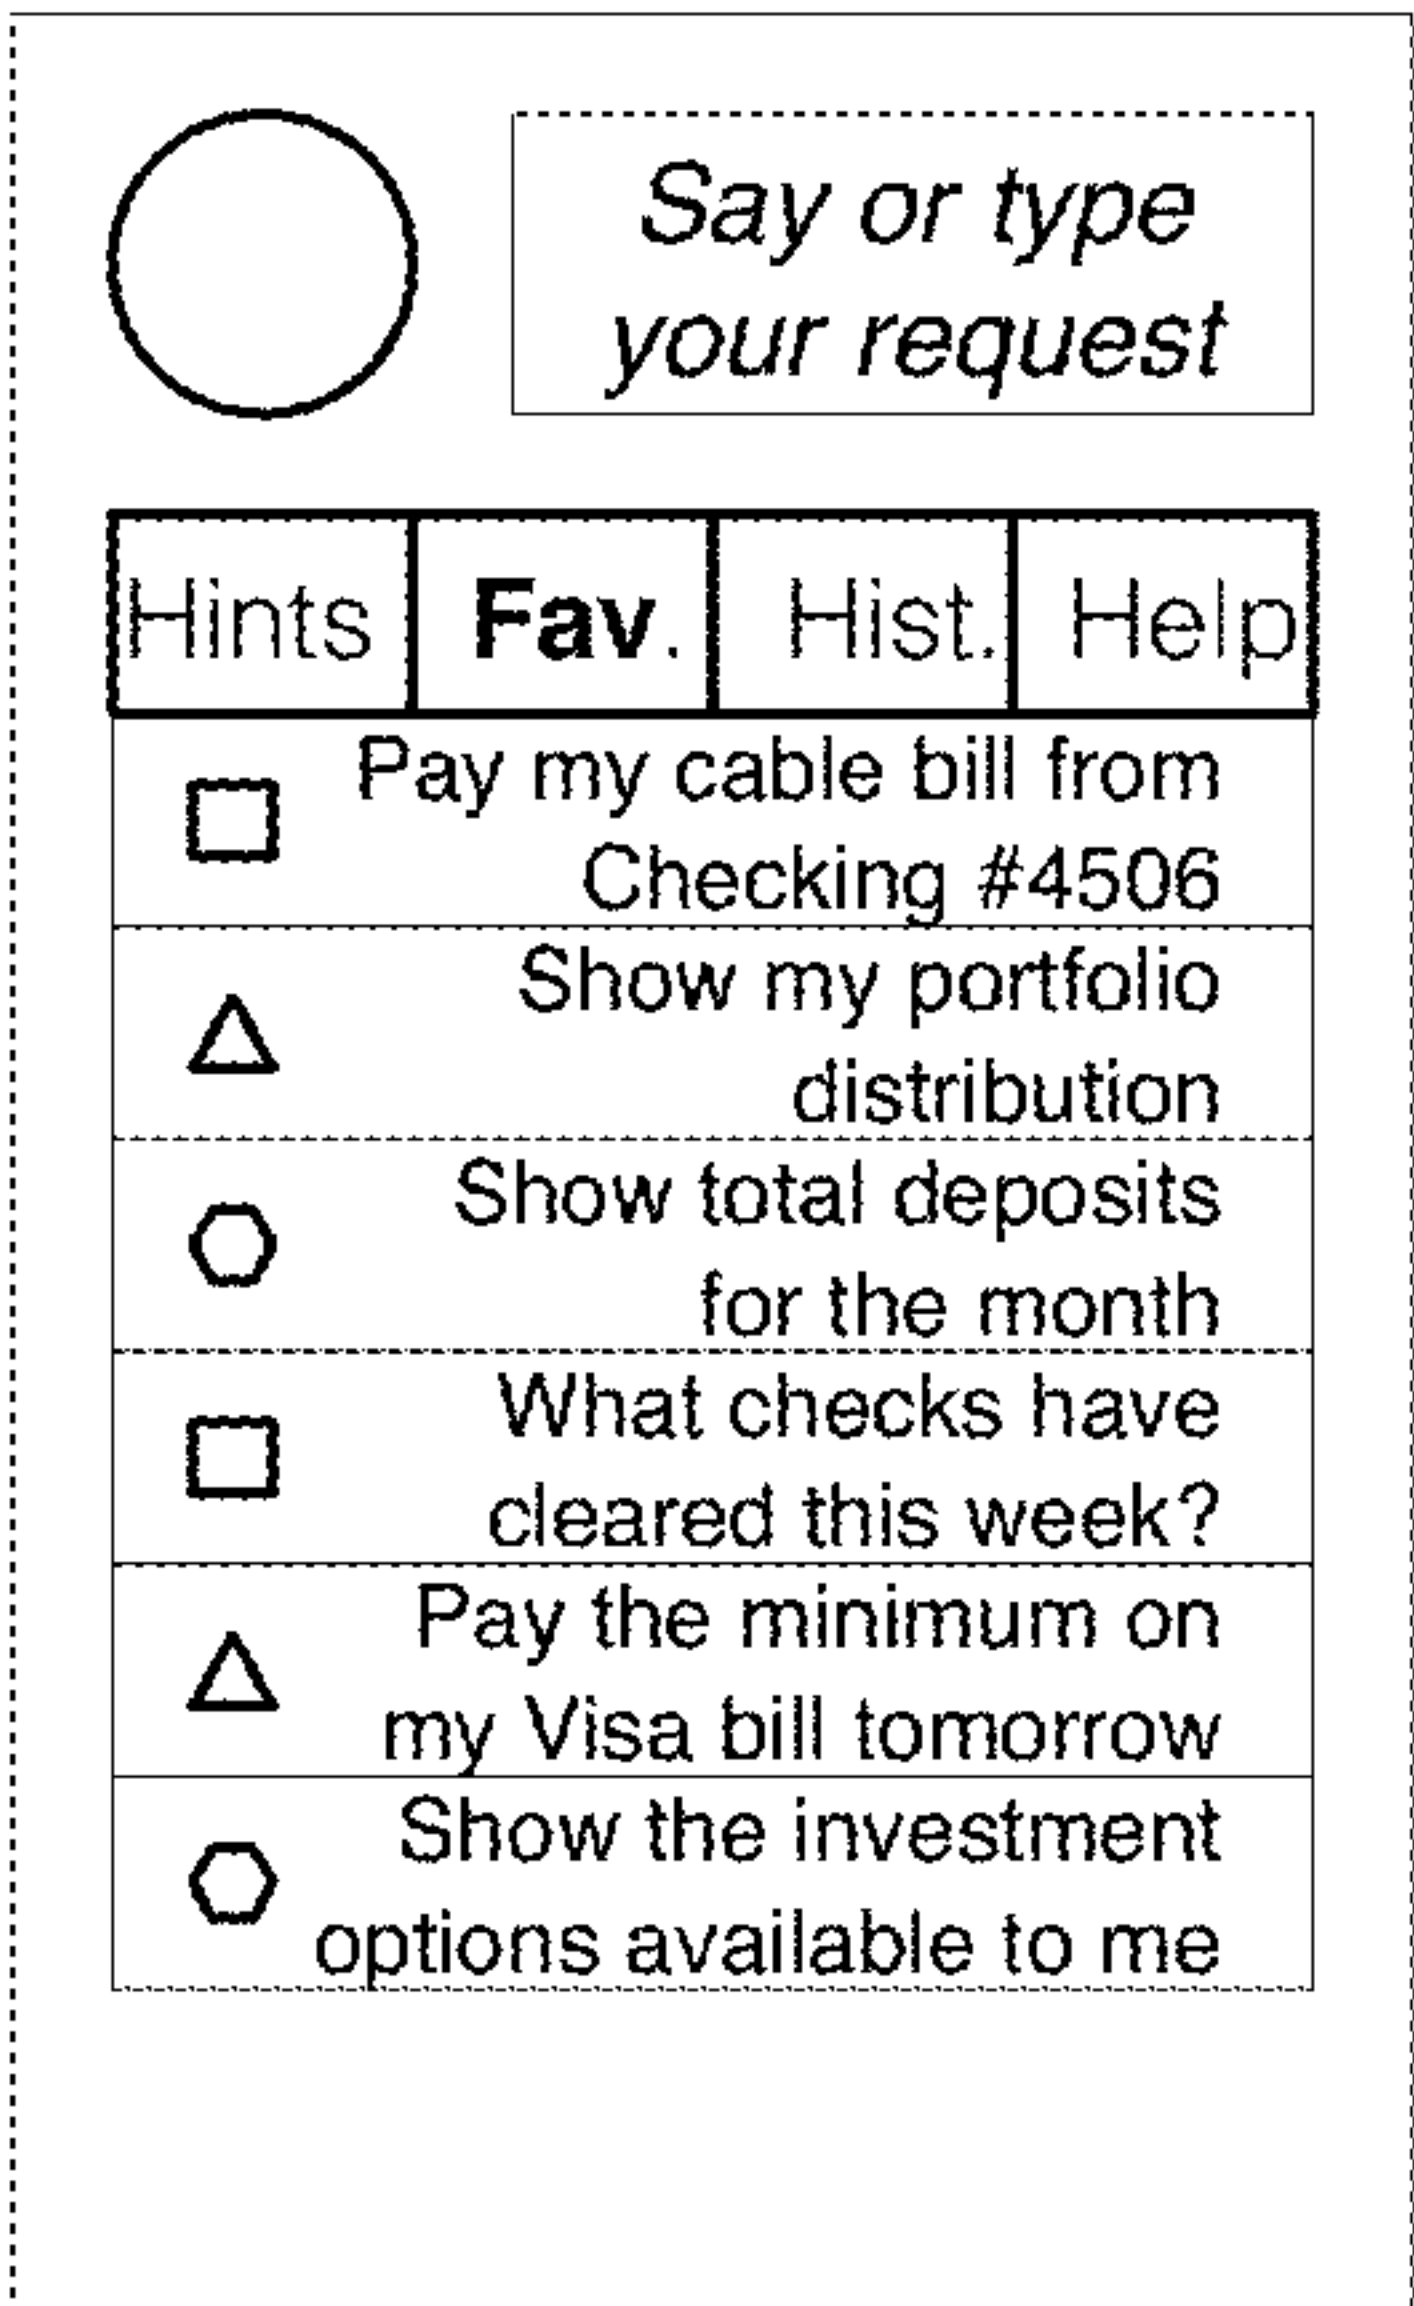 Say or type
your request
Hints Fav. Hist. Help
Pay my cable bill from
Checking #4506
Show my portfolio
distribution
Show total deposits
for the month
What checks have
cleared this week?
Pay the minimum on
my Visa bill tomorrow
Show the investment
options available to me